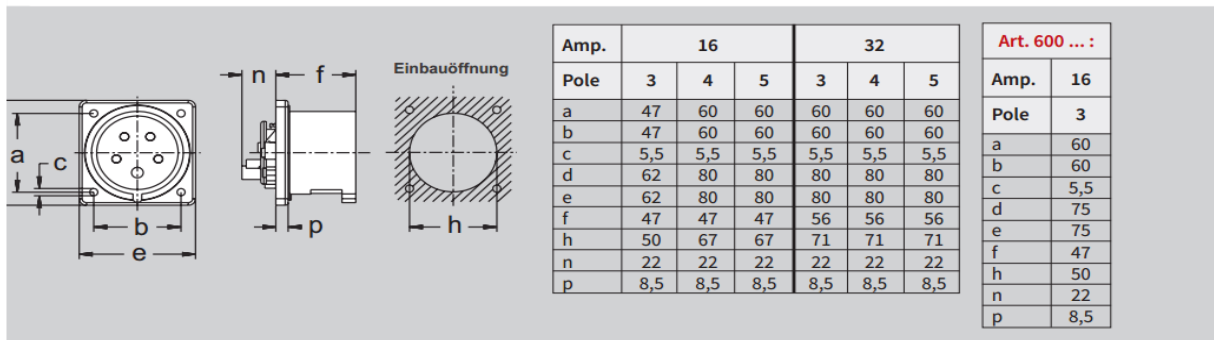 n f
Einbauöffnung
a
c
b
e
p
h
Amp. 16 32
Pole 3 4 5 3 4 5
a 47 60 60 60 60 60
b 47 60 60 60 60 60
c 5,5 5,5 5,5 5,5 5,5 5,5
d 62 80 80 80 80 80
e 62 80 80 80 80 80
f 47 47 47 56 56 56
h 50 67 67 71 71 71
n 22 22 22 22 22 22
p 8,5 8,5 8,5 8,5 8,5 8,5
Art. 600 ... :
Amp. 16
Pole 3
a 60
b 60
c 5,5
d 75
e 75
f 47
h 50
n 22
p 8,5